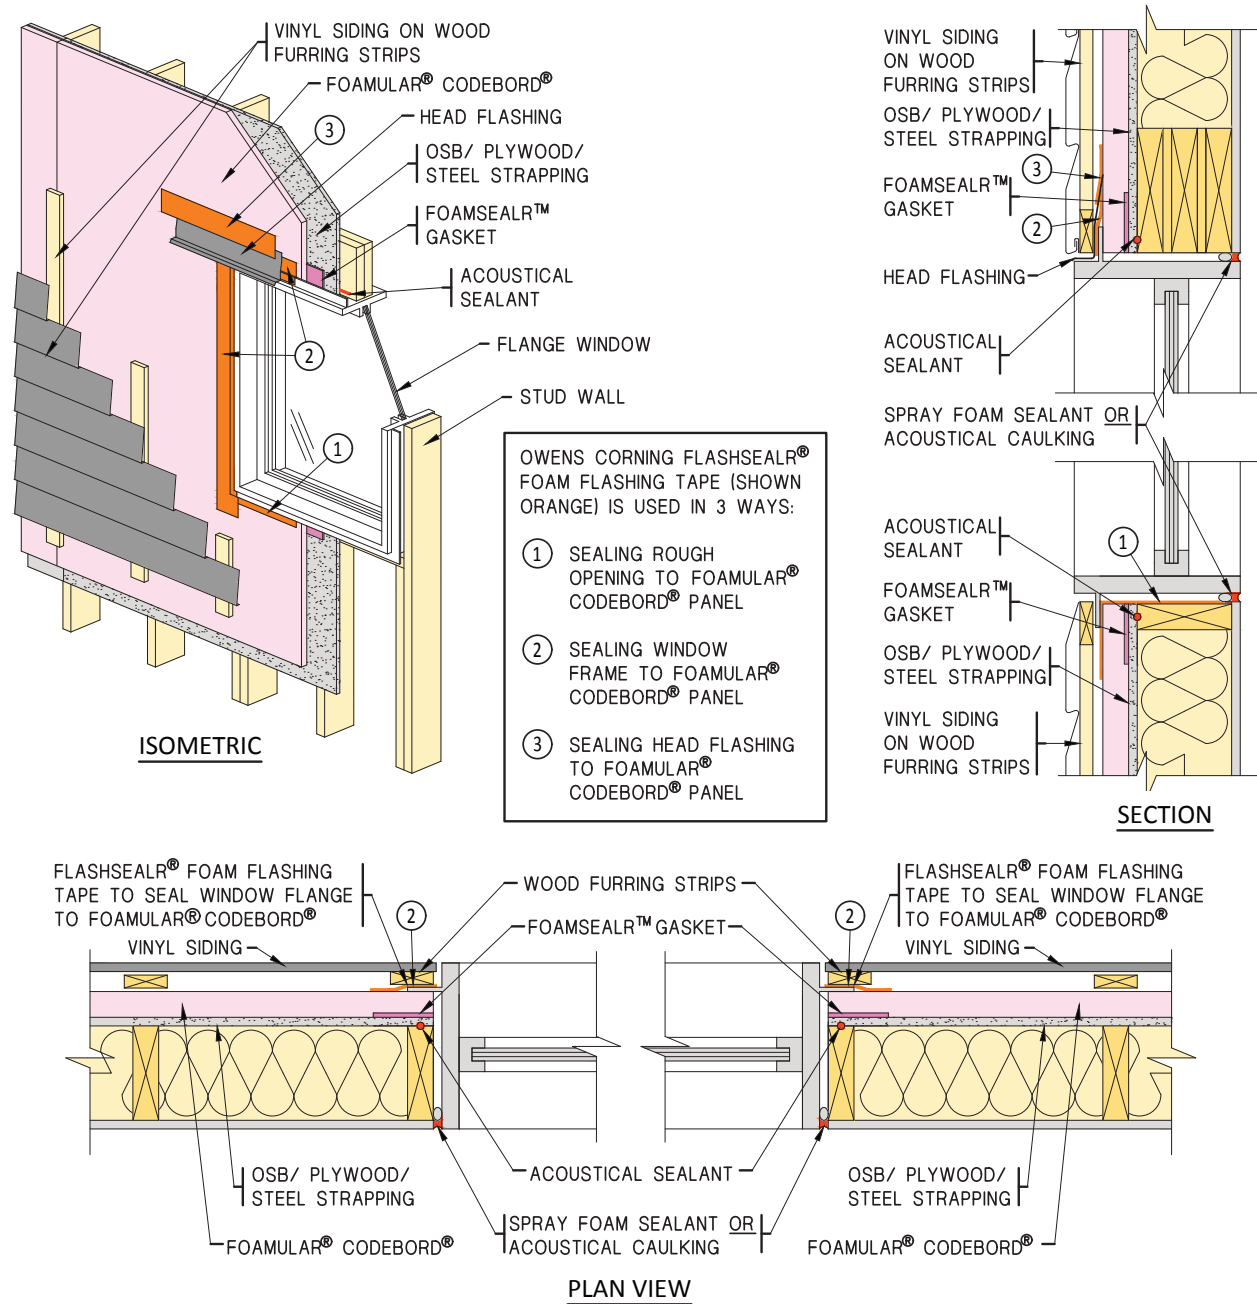 VINYL SIDING ON WOOD
FURRING STRIPS
FOAMULAR® CODEBORD®
3
HEAD FLASHING
OSB/ PLYWOOD/
STEEL STRAPPING
FOAMSEALR™
GASKET
ACOUSTICAL
SEALANT
FLANGE WINDOW
2
STUD WALL
1
ISOMETRIC
OWENS CORNING FLASHSEALR®
FOAM FLASHING TAPE (SHOWN
ORANGE) IS USED IN 3 WAYS:
1 SEALING ROUGH
OPENING TO FOAMULAR®
CODEBORD® PANEL
2 SEALING WINDOW
FRAME TO FOAMULAR®
CODEBORD® PANEL
3 SEALING HEAD FLASHING
TO FOAMULAR®
CODEBORD® PANEL
VINYL SIDING
ON WOOD
FURRING STRIPS
OSB/ PLYWOOD/
STEEL STRAPPING
3
FOAMSEALR™
GASKET
2
HEAD FLASHING
ACOUSTICAL
SEALANT
SPRAY FOAM SEALANT OR
ACOUSTICAL CAULKING
ACOUSTICAL
SEALANT
1
FOAMSEALR™
GASKET
OSB/ PLYWOOD/
STEEL STRAPPING
VINYL SIDING
ON WOOD
FURRING STRIPS
SECTION
FLASHSEALR® FOAM FLASHING
TAPE TO SEAL WINDOW FLANGE
TO FOAMULAR® CODEBORD®
2
WOOD FURRING STRIPS
FOAMSEALR™ GASKET
2
FLASHSEALR® FOAM FLASHING
TAPE TO SEAL WINDOW FLANGE
TO FOAMULAR® CODEBORD®
VINYL SIDING
VINYL SIDING
OSB/ PLYWOOD/
STEEL STRAPPING
ACOUSTICAL SEALANT
OSB/ PLYWOOD/
STEEL STRAPPING
FOAMULAR® CODEBORD®
SPRAY FOAM SEALANT OR
ACOUSTICAL CAULKING
FOAMULAR® CODEBORD®
PLAN VIEW